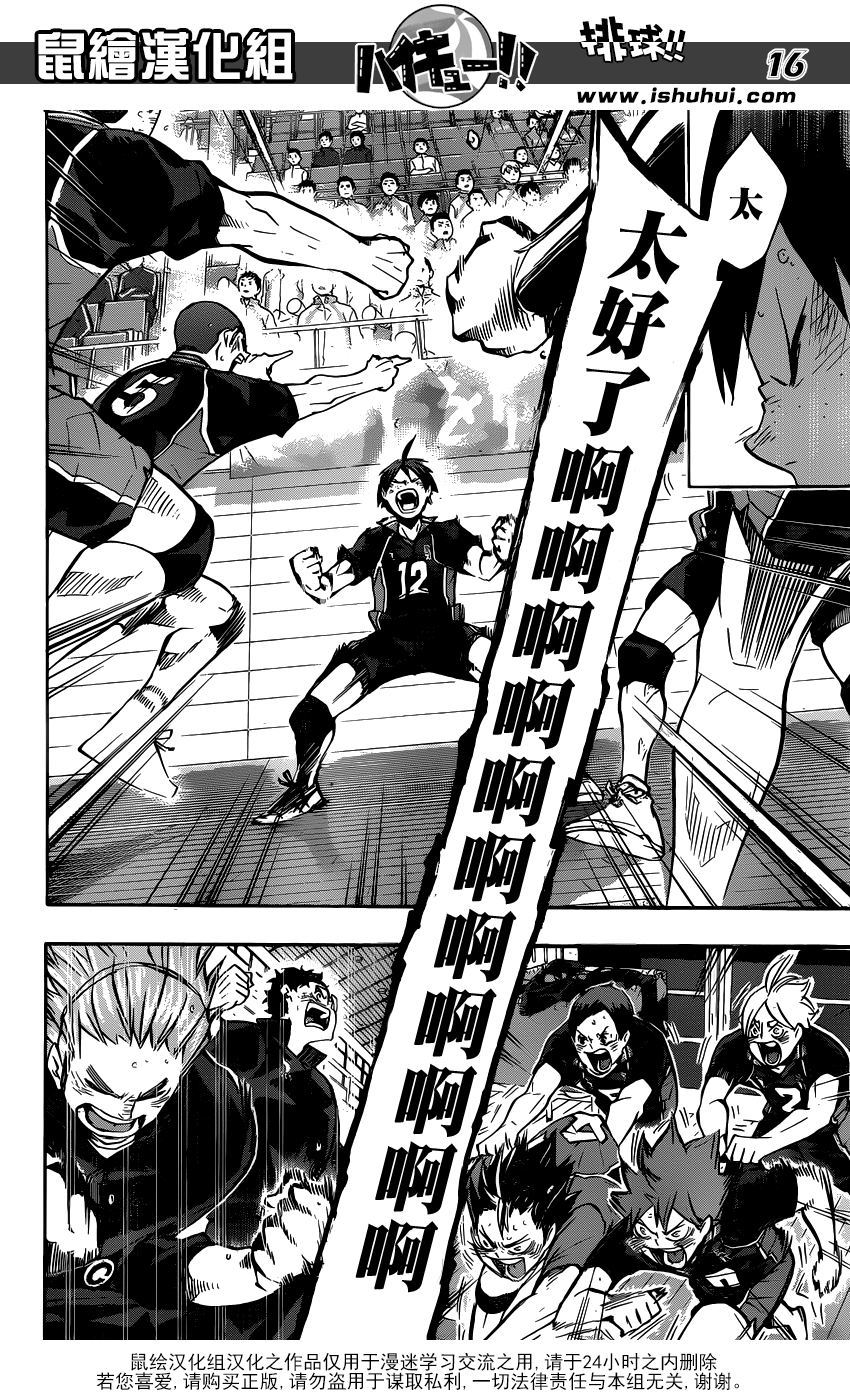 鼠繪漢化組
ハイキュー!!
排球!!
16
www.ishuhui.com
太
太好了啊啊啊啊啊啊啊啊啊啊啊
5
12
2
鼠绘汉化组汉化之作品仅用于漫迷学习交流之用, 请于24小时之内删除
若您喜爱, 请购买正版, 请勿盗用于谋取私利, 一切法律责任与本组无关, 谢谢。